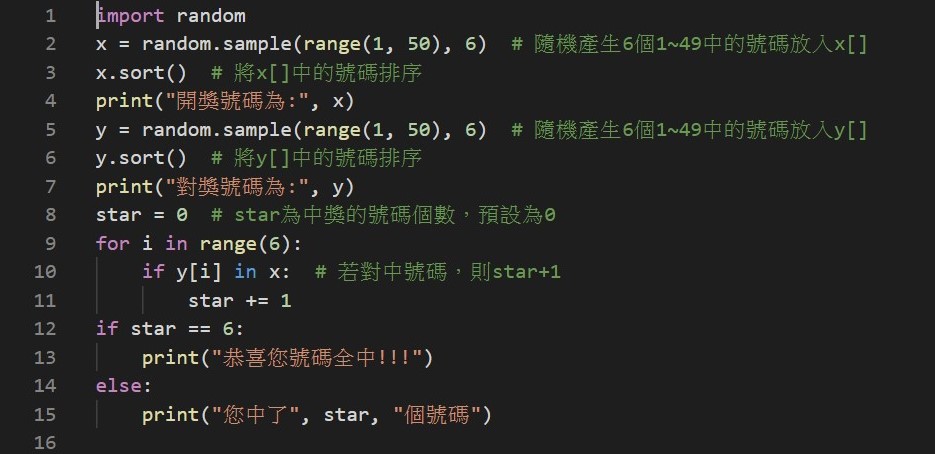 1 import random
2 x = random.sample(range(1, 50), 6)  # 隨機產生6個1~49中的號碼放入x[]
3 x.sort()  # 將x[]中的號碼排序
4 print("開獎號碼為:", x)
5 y = random.sample(range(1, 50), 6)  # 隨機產生6個1~49中的號碼放入y[]
6 y.sort()  # 將y[]中的號碼排序
7 print("對獎號碼為:", y)
8 star = 0  # star為中獎的號碼個數，預設為0
9 for i in range(6):
10     if y[i] in x:  # 若對中號碼，則star+1
11         star += 1
12 if star == 6:
13     print("恭喜您號碼全中!!!")
14 else:
15     print("您中了", star, "個號碼")
16